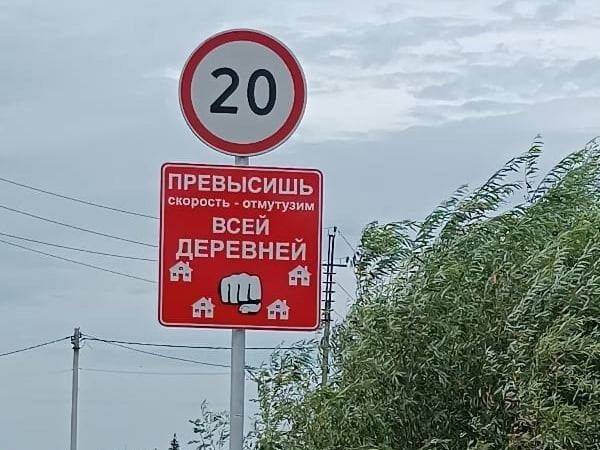 20
ПРЕВЫСИШЬ
скорость - отмутузим
ВСЕЙ
ДЕРЕВНЕЙ